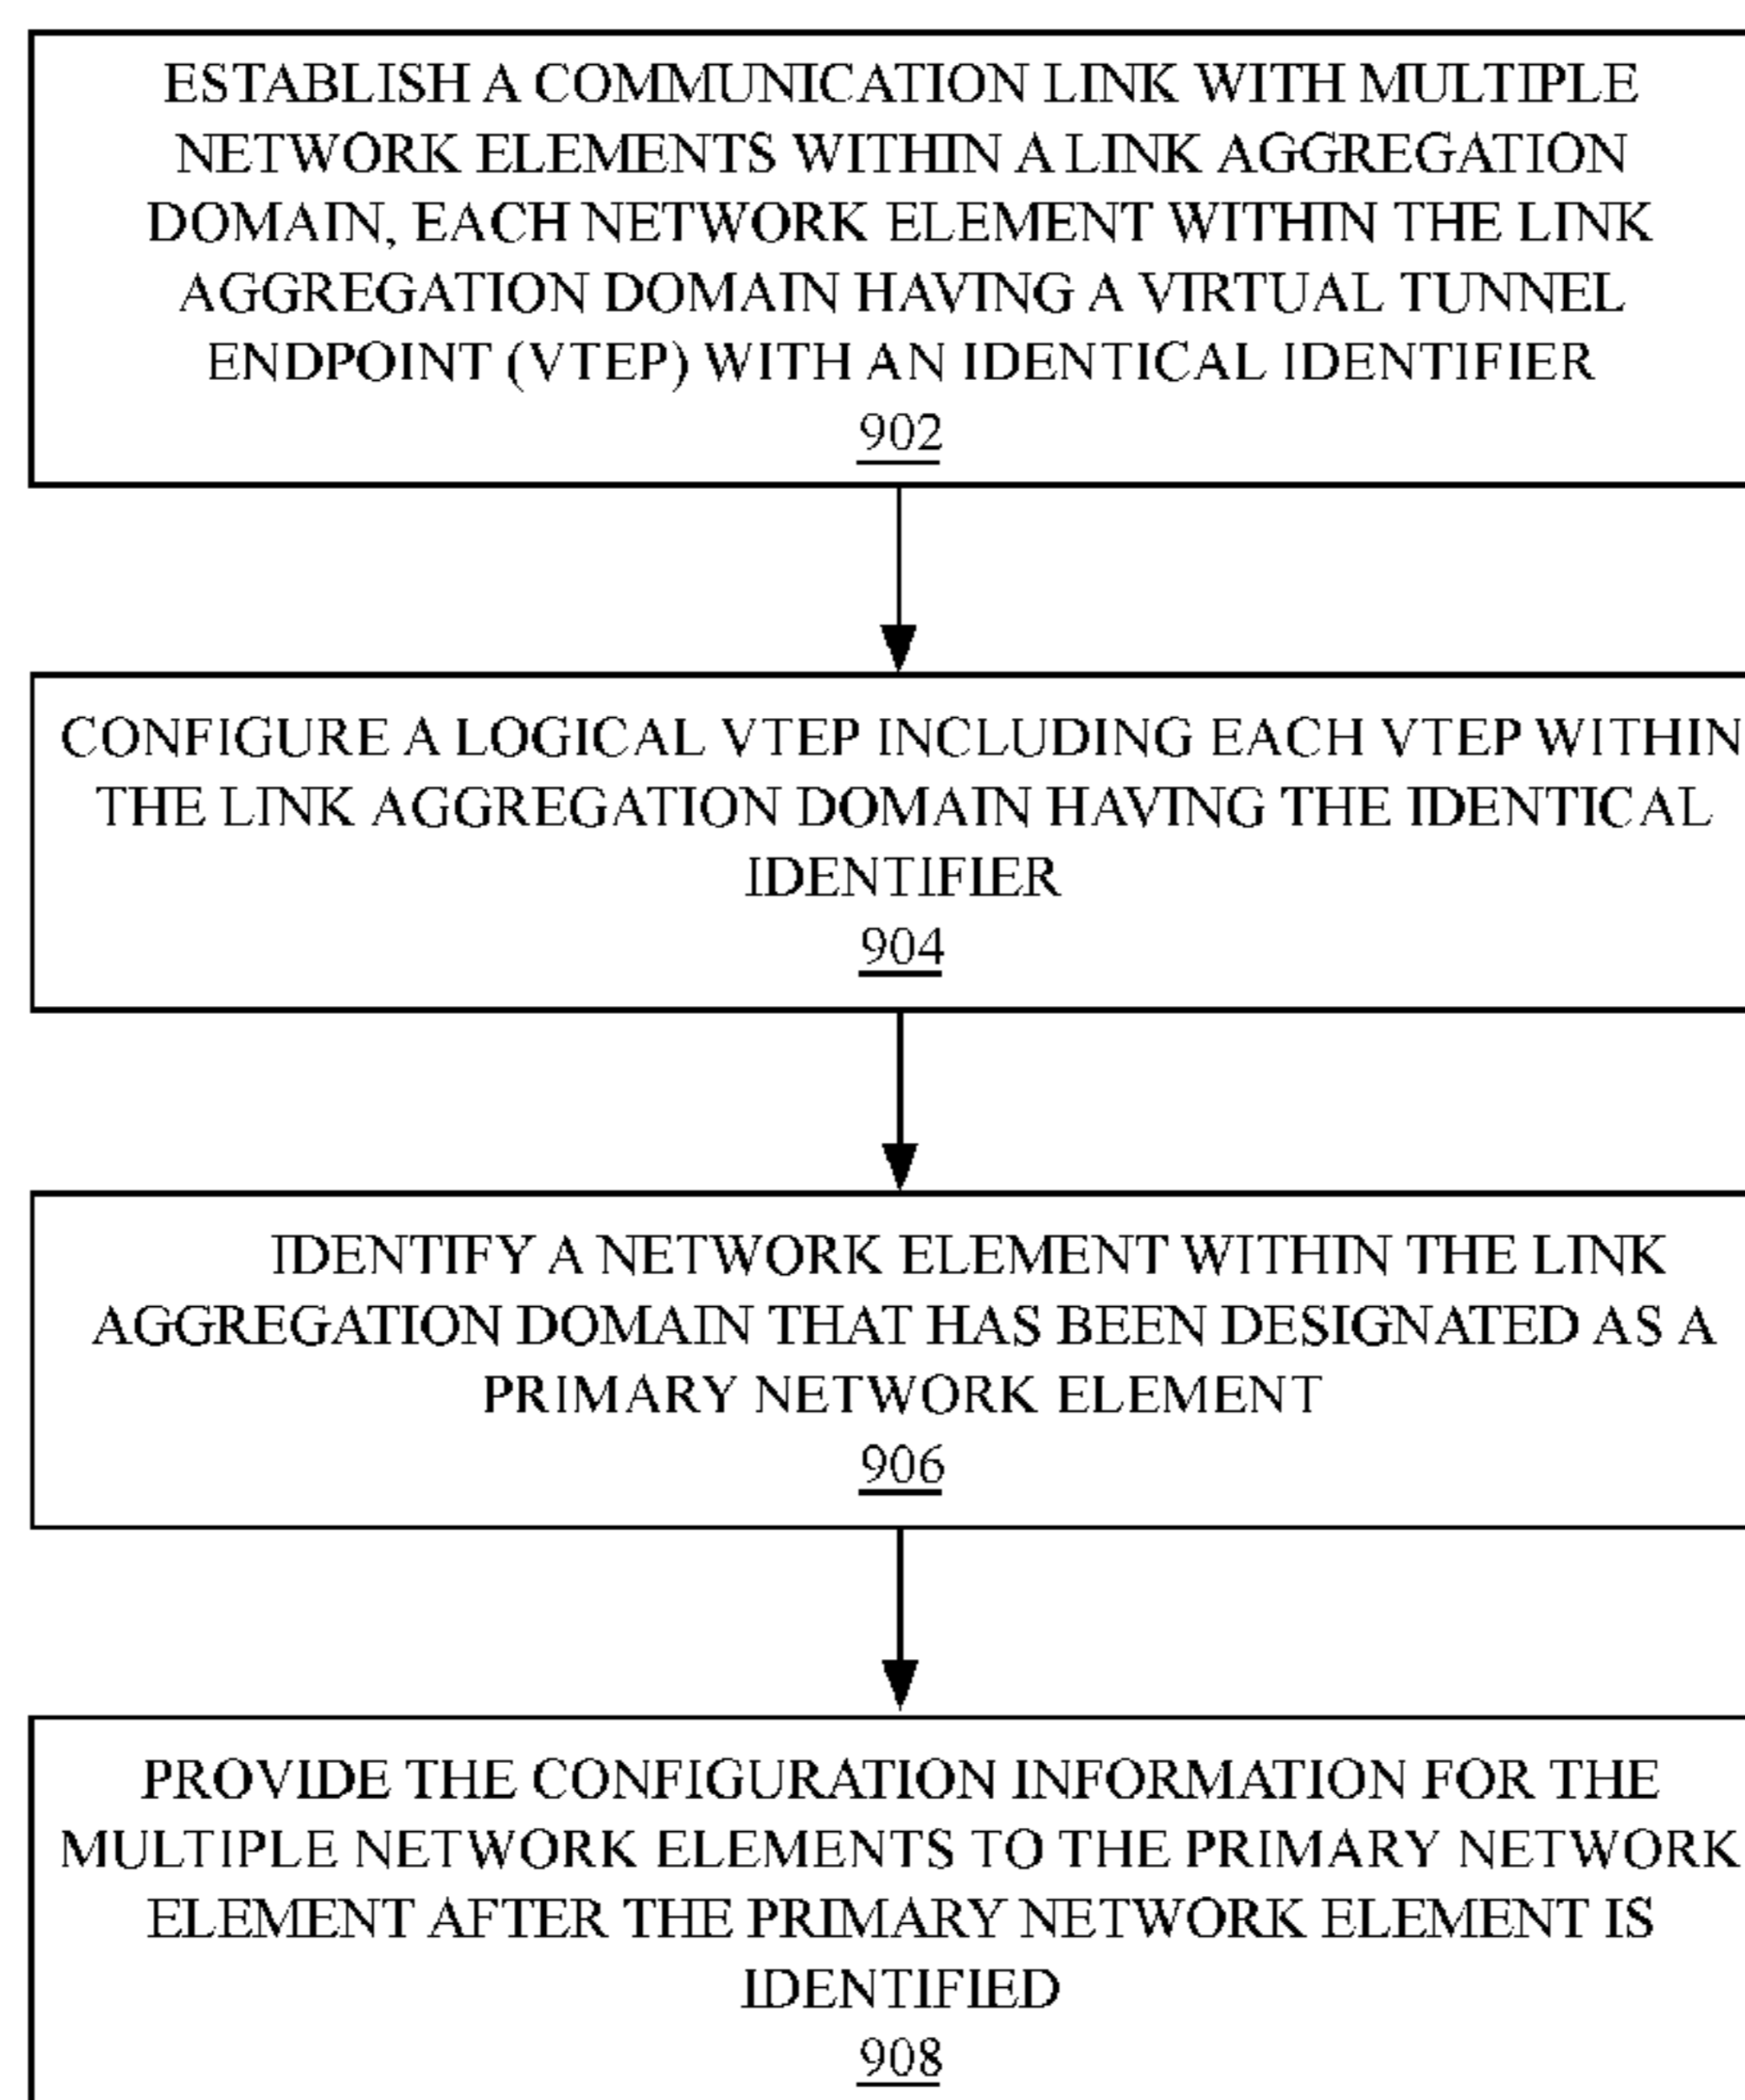 ESTABLISH A COMMUNICATION LINK WITH MULTIPLE
NETWORK ELEMENTS WITHIN A LINK AGGREGATION
DOMAIN, EACH NETWORK ELEMENT WITHIN THE LINK
AGGREGATION DOMAIN HAVING A VIRTUAL TUNNEL
ENDPOINT (VTEP) WITH AN IDENTICAL IDENTIFIER
902
CONFIGURE A LOGICAL VTEP INCLUDING EACH VTEP WITHIN
THE LINK AGGREGATION DOMAIN HAVING THE IDENTICAL
IDENTIFIER
904
IDENTIFY A NETWORK ELEMENT WITHIN THE LINK
AGGREGATION DOMAIN THAT HAS BEEN DESIGNATED AS A
PRIMARY NETWORK ELEMENT
906
PROVIDE THE CONFIGURATION INFORMATION FOR THE
MULTIPLE NETWORK ELEMENTS TO THE PRIMARY NETWORK
ELEMENT AFTER THE PRIMARY NETWORK ELEMENT IS
IDENTIFIED
908